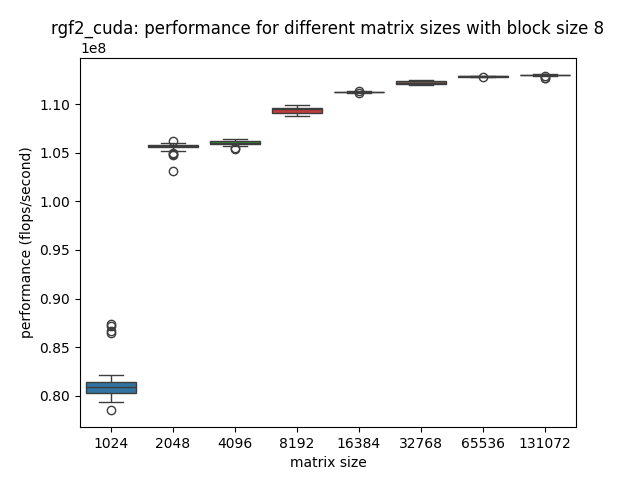 rgf2_cuda: performance for different matrix sizes with block size 8
1e8
1.10
1.05
1.00
0.95
0.90
0.85
0.80
performance (flops/second)
1024 2048 4096 8192 16384 32768 65536 131072
matrix size